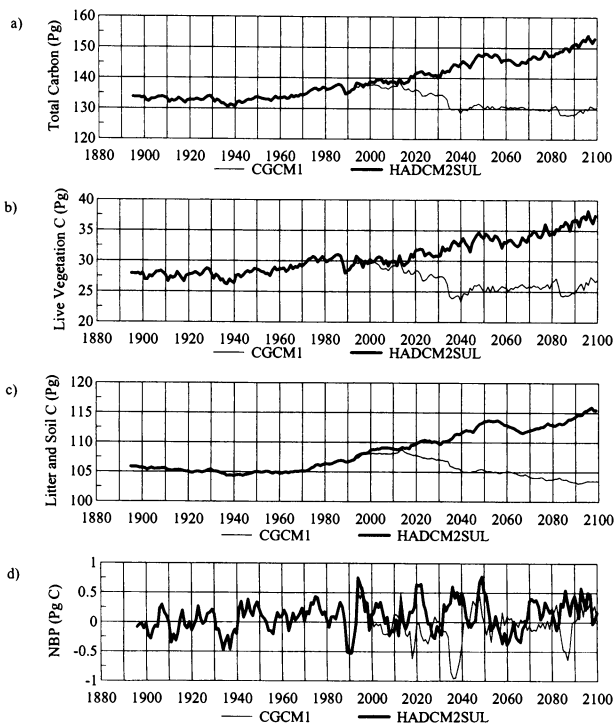 a)
Total Carbon (Pg)
160
150
140
130
120
1880 1900 1920 1940 1960 1980 2000 2020 2040 2060 2080 2100
CGCM1 HADCM2SUL
b)
Live Vegetation C (Pg)
40
35
30
25
20
1880 1900 1920 1940 1960 1980 2000 2020 2040 2060 2080 2100
CGCM1 HADCM2SUL
c)
Litter and Soil C (Pg)
120
115
110
105
100
1880 1900 1920 1940 1960 1980 2000 2020 2040 2060 2080 2100
CGCM1 HADCM2SUL
d)
NBP (Pg C)
1
0.5
0
-0.5
-1
1880 1900 1920 1940 1960 1980 2000 2020 2040 2060 2080 2100
CGCM1 HADCM2SUL